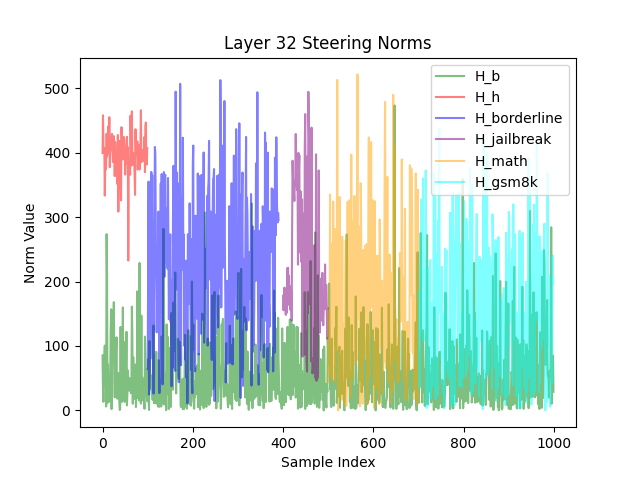 Layer 32 Steering Norms
Norm Value
500
400
300
200
100
0
H_b
H_h
H_borderline
H_jailbreak
H_math
H_gsm8k
0 200 400 600 800 1000
Sample Index